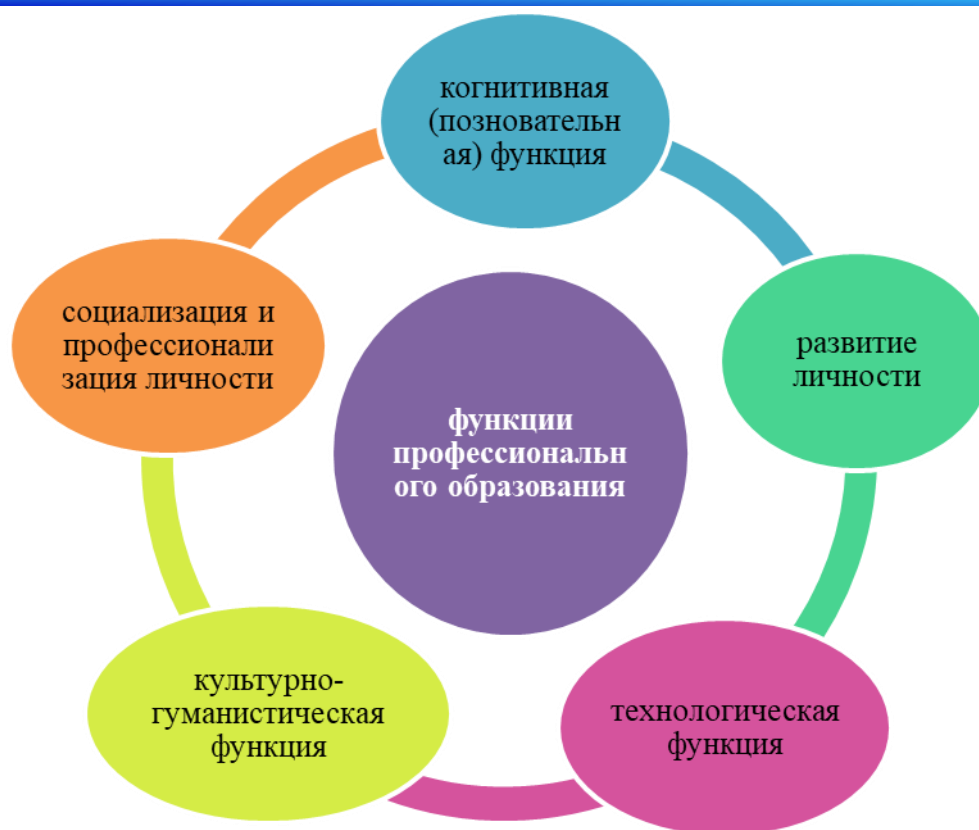 когнитивная
(позновательн
ая) функция
развитие
личности
технологическая
функция
культурно-
гуманистическая
функция
социализация и
профессионали
зация личности
функции
профессиональн
ого образования